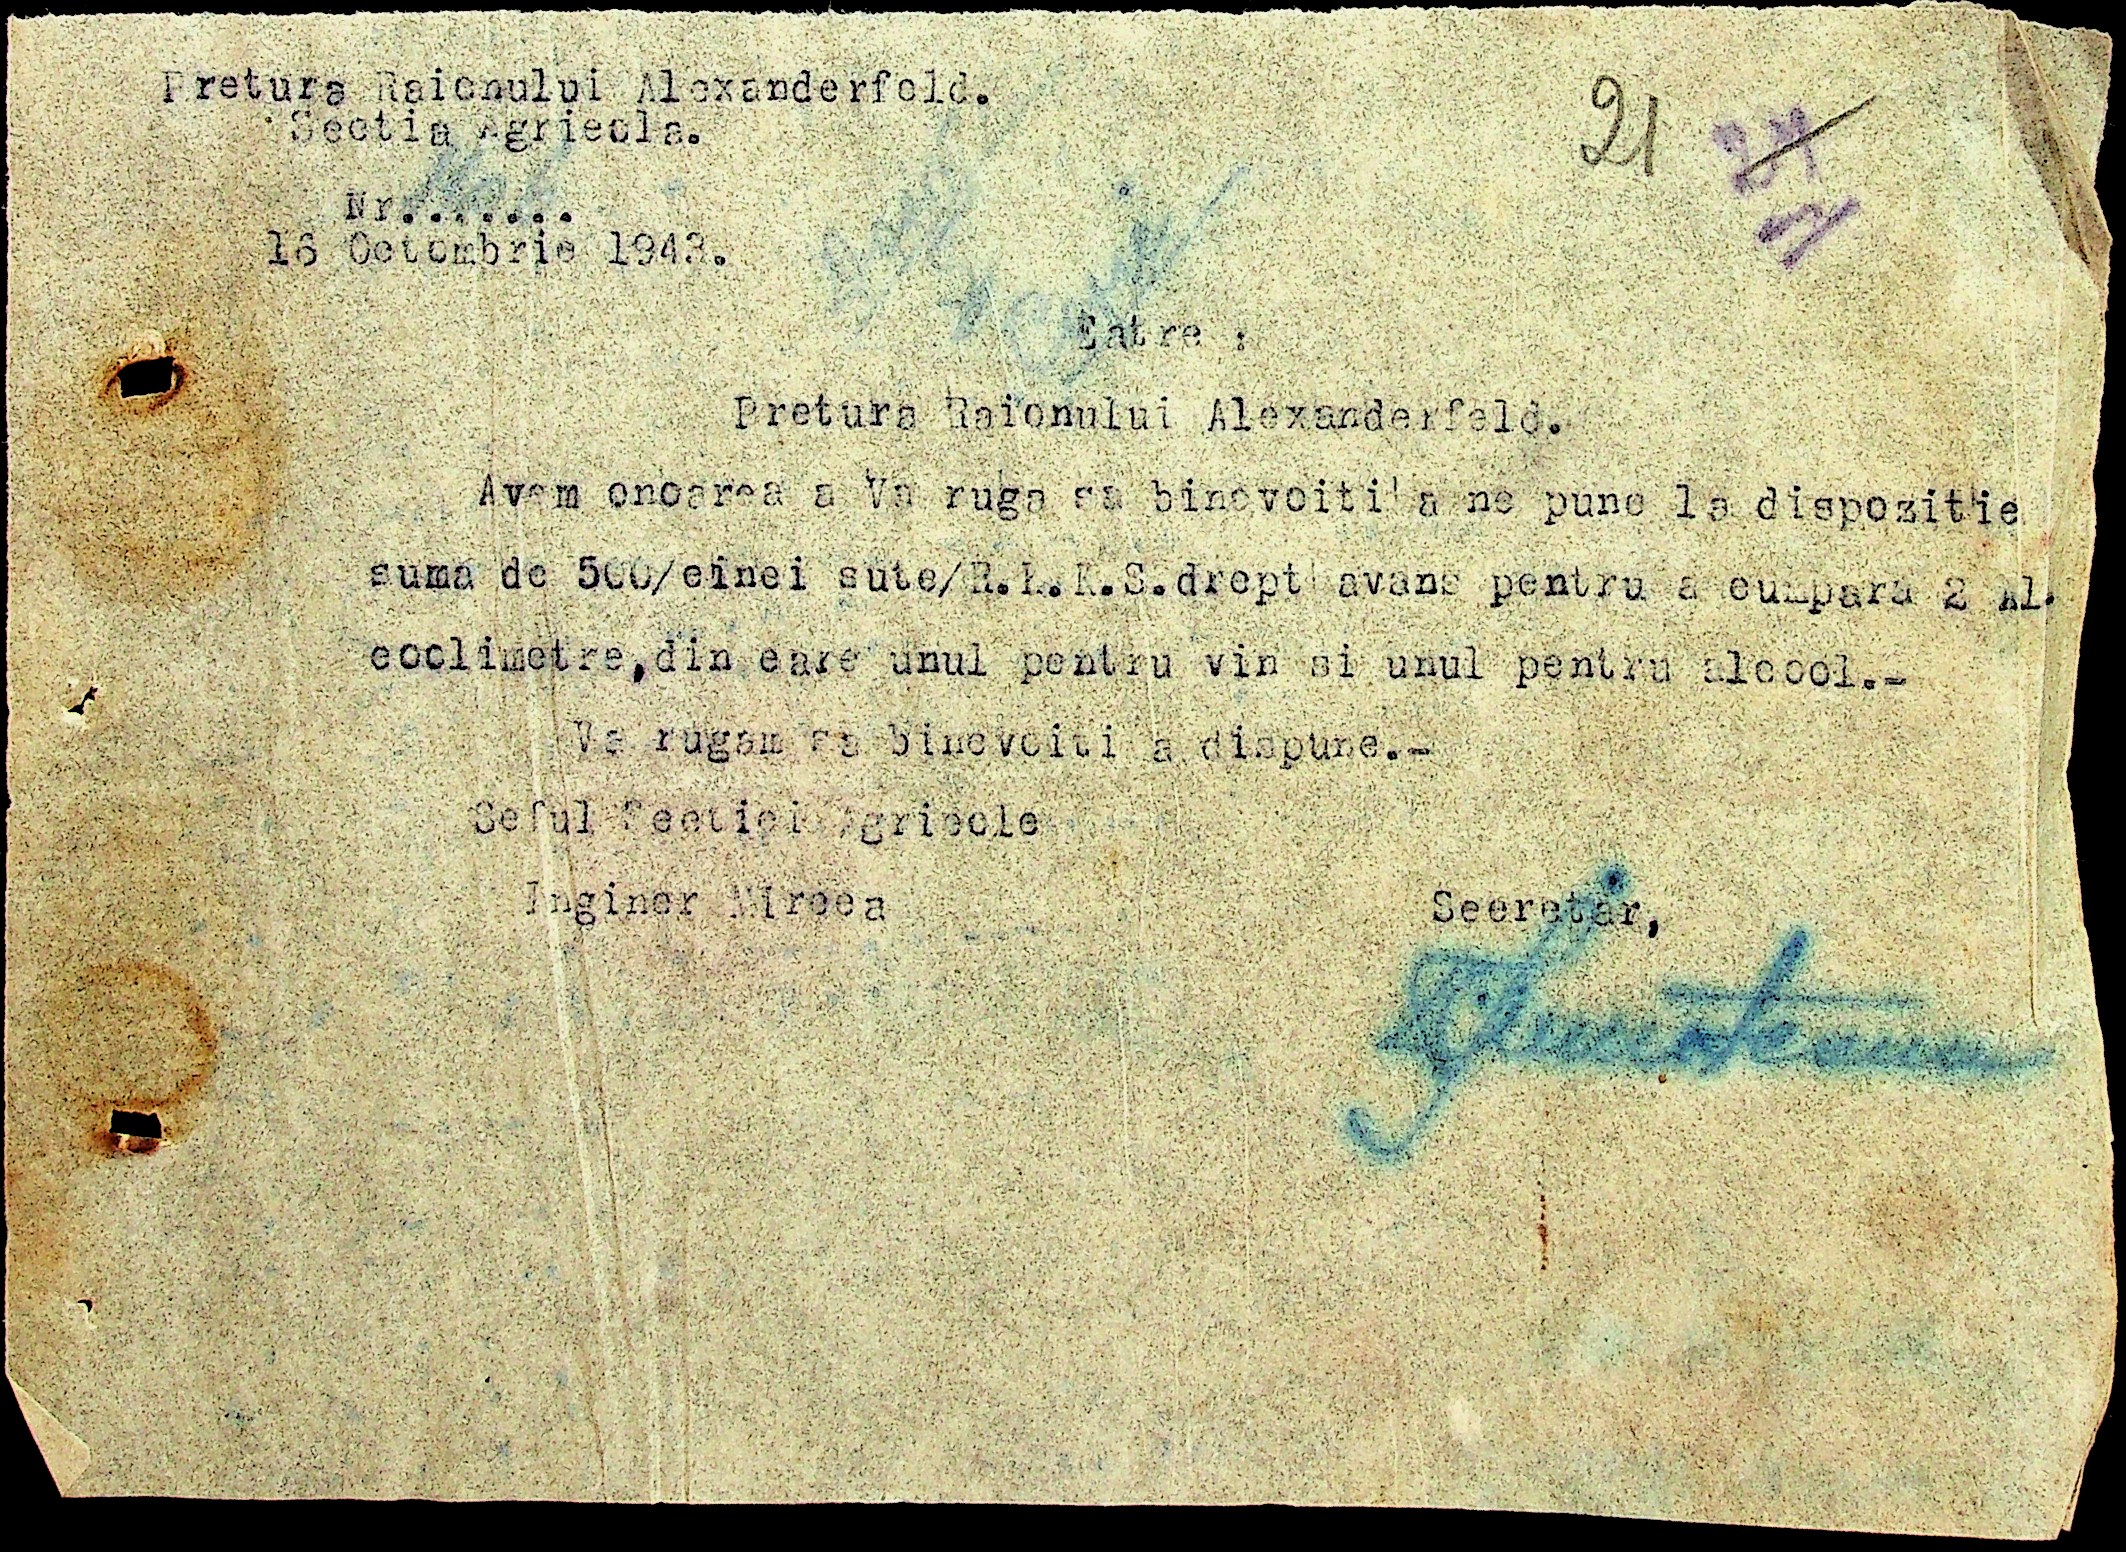 Pretura Raionului Alexanderfeld.
Sectia Agricola.
21 27
Nr.......
16 Octombrie 1943.
Catre :
Pretura Raionului Alexanderfeld.
Avem onoarea a Va ruga sa binevoiti a ne pune la dispozitie
suma de 500/cinci sute/R.K.K.S.drept avans pentru a cumpara 2
eoclimetre,din care unul pentru vin si unul pentru alcool.-
Va rugam sa binevoiti a dispune.-
Seful Sectiei Agricole
Inginer Mircea
Secretar,